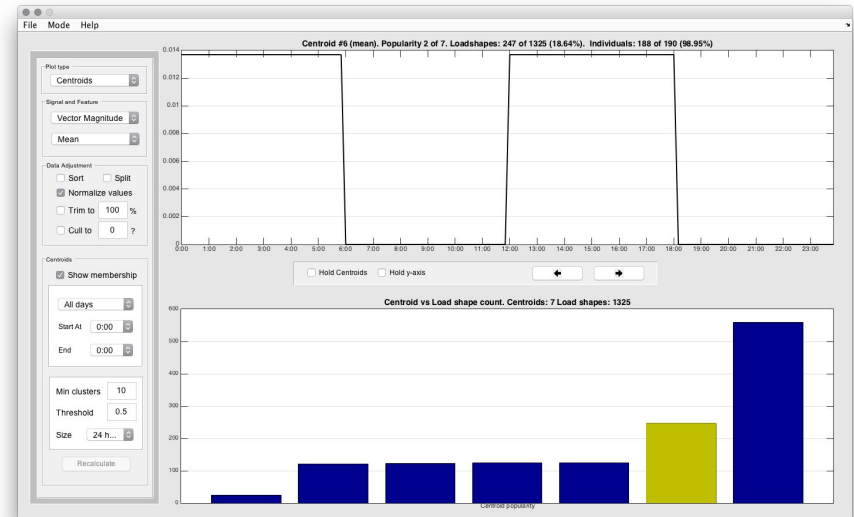 File Mode Help
Centroid #6 (mean). Popularity 2 of 7. Loadshapes: 247 of 1325 (18.64%). Individuals: 188 of 190 (98.95%)
Plot type
Centroids
Signal and Feature
Vector Magnitude
Mean
Data Adjustment
Sort Split
Normalize values
Trim to 100 %
Cull to 0 ?
Centroids
Show membership
All days
Start At 0:00
End 0:00
Min clusters 10
Threshold 0.5
Size 24 h...
Recalculate
0.014
0.012
0.01
0.008
0.006
0.004
0.002
0
0:00 1:00 2:00 3:00 4:00 5:00 6:00 7:00 8:00 9:00 10:00 11:00 12:00 13:00 14:00 15:00 16:00 17:00 18:00 19:00 20:00 21:00 22:00 23:00
Hold Centroids Hold y-axis
Centroid vs Load shape count. Centroids: 7 Load shapes: 1325
600
500
400
300
200
100
0
Centroid popularity